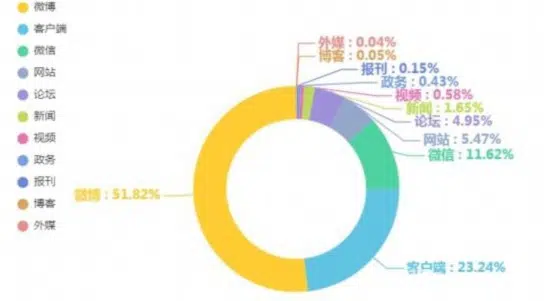 微博
客户端
微信
网站
论坛
新闻
视频
政务
报刊
博客
外媒
外媒：0.04%
博客：0.05%
报刊：0.15%
政务：0.43%
视频：0.58%
新闻：1.65%
论坛：4.95%
网站：5.47%
微信：11.62%
微博：51.82%
客户端：23.24%